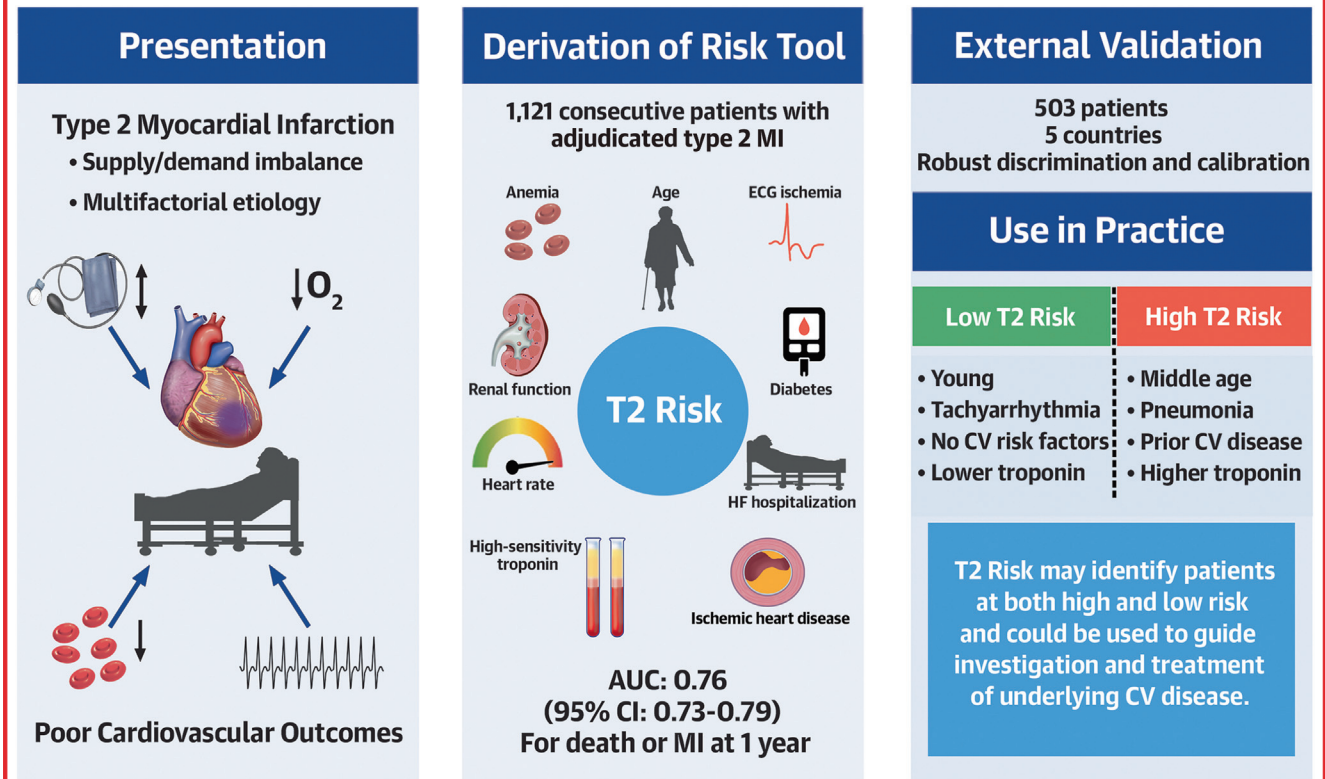 Presentation
Type 2 Myocardial Infarction
• Supply/demand imbalance
• Multifactorial etiology
↓O₂
Poor Cardiovascular Outcomes
Derivation of Risk Tool
1,121 consecutive patients with
adjudicated type 2 MI
Anemia
Age
ECG ischemia
Renal function
T2 Risk
Diabetes
Heart rate
HF hospitalization
High-sensitivity
troponin
Ischemic heart disease
AUC: 0.76
(95% CI: 0.73-0.79)
For death or MI at 1 year
External Validation
503 patients
5 countries
Robust discrimination and calibration
Use in Practice
Low T2 Risk
• Young
• Tachyarrhythmia
• No CV risk factors
• Lower troponin
High T2 Risk
• Middle age
• Pneumonia
• Prior CV disease
• Higher troponin
T2 Risk may identify patients
at both high and low risk
and could be used to guide
investigation and treatment
of underlying CV disease.